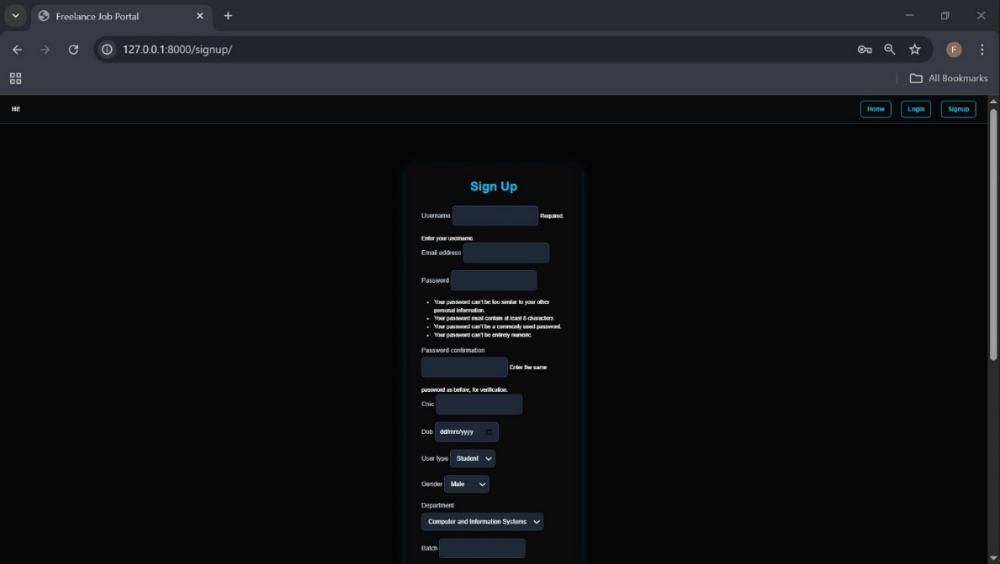 Freelance Job Portal
127.0.0.1:8000/signup/
F
All Bookmarks
Hi!
Home Login Signup
Sign Up
Username Required.
Enter your username.
Email address
Password
• Your password can't be too similar to your other
personal information.
• Your password must contain at least 8 characters.
• Your password can't be a commonly used password.
• Your password can't be entirely numeric.
Password confirmation
Enter the same
password as before, for verification.
Cnic
Dob dd/mm/yyyy
User type Student
Gender Male
Department
Computer and Information Systems
Batch